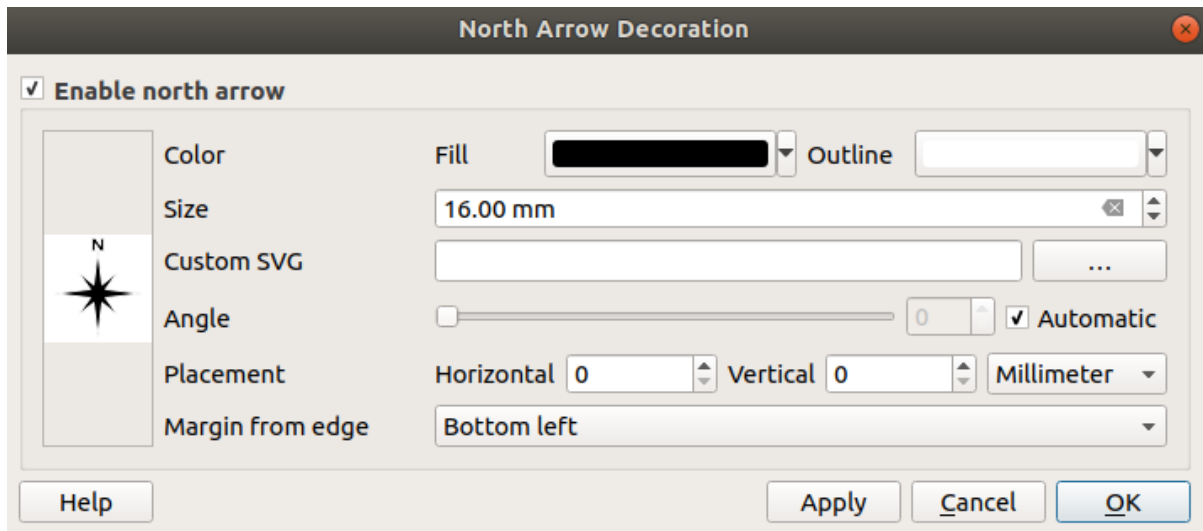 North Arrow Decoration
Enable north arrow
Color Fill Outline
Size 16.00 mm
N
Custom SVG ...
Angle 0 Automatic
Placement Horizontal 0 Vertical 0 Millimeter
Margin from edge Bottom left
Help Apply Cancel OK